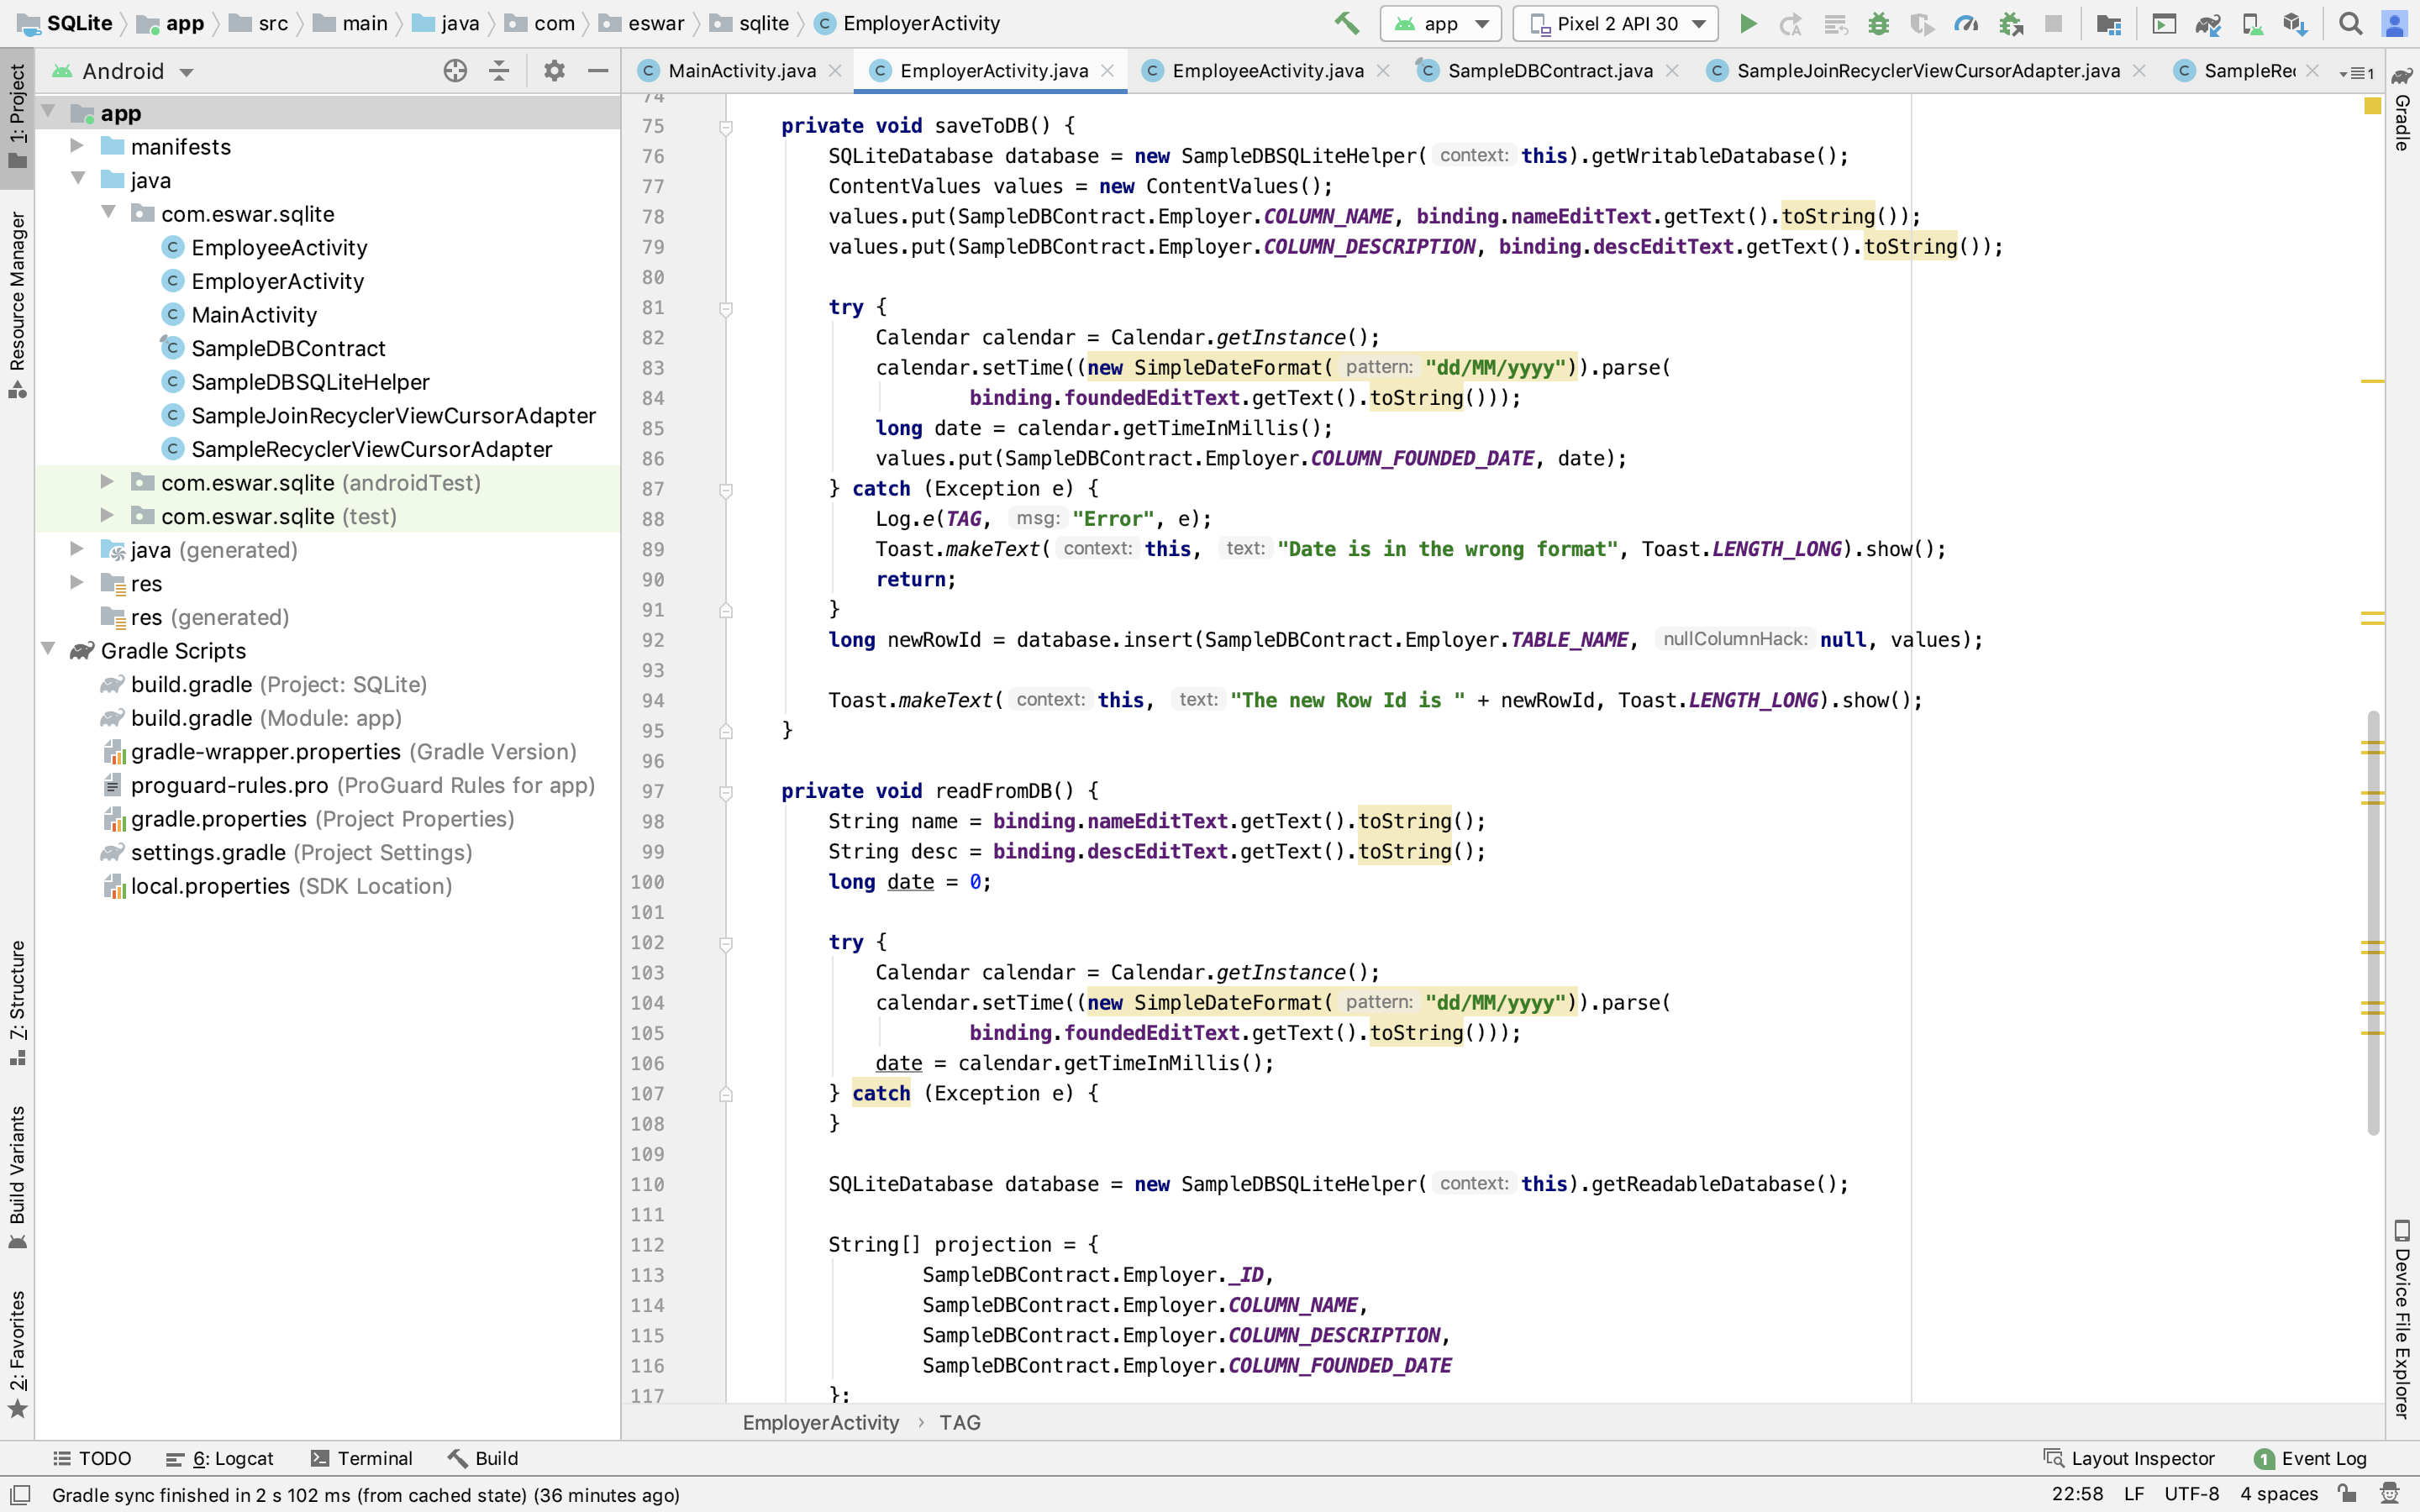 SQLite app src main java com eswar sqlite EmployerActivity app Pixel 2 API 30
Android
MainActivity.java EmployerActivity.java EmployeeActivity.java SampleDBContract.java SampleJoinRecyclerViewCursorAdapter.java 1
1: Project
Resource Manager
7: Structure
Build Variants
2: Favorites
app
manifests
java
com.eswar.sqlite
EmployeeActivity
EmployerActivity
MainActivity
SampleDBContract
SampleDBSQLiteHelper
SampleJoinRecyclerViewCursorAdapter
SampleRecyclerViewCursorAdapter
com.eswar.sqlite (androidTest)
com.eswar.sqlite (test)
java (generated)
res
res (generated)
Gradle Scripts
build.gradle (Project: SQLite)
build.gradle (Module: app)
gradle-wrapper.properties (Gradle Version)
proguard-rules.pro (ProGuard Rules for app)
gradle.properties (Project Properties)
settings.gradle (Project Settings)
local.properties (SDK Location)
74
75 private void saveToDB() {
76 SQLiteDatabase database = new SampleDBSQLiteHelper( context: this).getWritableDatabase();
77 ContentValues values = new ContentValues();
78 values.put(SampleDBContract.Employer.COLUMN_NAME, binding.nameEditText.getText().toString());
79 values.put(SampleDBContract.Employer.COLUMN_DESCRIPTION, binding.descEditText.getText().toString());
80
81 try {
82 Calendar calendar = Calendar.getInstance();
83 calendar.setTime((new SimpleDateFormat( pattern: "dd/MM/yyyy")).parse(
84 binding.foundedEditText.getText().toString()));
85 long date = calendar.getTimeInMillis();
86 values.put(SampleDBContract.Employer.COLUMN_FOUNDED_DATE, date);
87 } catch (Exception e) {
88 Log.e(TAG, msg: "Error", e);
89 Toast.makeText( context: this, text: "Date is in the wrong format", Toast.LENGTH_LONG).show();
90 return;
91 }
92 long newRowId = database.insert(SampleDBContract.Employer.TABLE_NAME, nullColumnHack: null, values);
93
94 Toast.makeText( context: this, text: "The new Row Id is " + newRowId, Toast.LENGTH_LONG).show();
95 }
96
97 private void readFromDB() {
98 String name = binding.nameEditText.getText().toString();
99 String desc = binding.descEditText.getText().toString();
100 long date = 0;
101
102 try {
103 Calendar calendar = Calendar.getInstance();
104 calendar.setTime((new SimpleDateFormat( pattern: "dd/MM/yyyy")).parse(
105 binding.foundedEditText.getText().toString()));
106 date = calendar.getTimeInMillis();
107 } catch (Exception e) {
108 }
109
110 SQLiteDatabase database = new SampleDBSQLiteHelper( context: this).getReadableDatabase();
111
112 String[] projection = {
113 SampleDBContract.Employer._ID,
114 SampleDBContract.Employer.COLUMN_NAME,
115 SampleDBContract.Employer.COLUMN_DESCRIPTION,
116 SampleDBContract.Employer.COLUMN_FOUNDED_DATE
117 };
EmployerActivity TAG
Gradle
Device File Explorer
TODO 6: Logcat Terminal Build Layout Inspector 1 Event Log
Gradle sync finished in 2 s 102 ms (from cached state) (36 minutes ago) 22:58 LF UTF-8 4 spaces